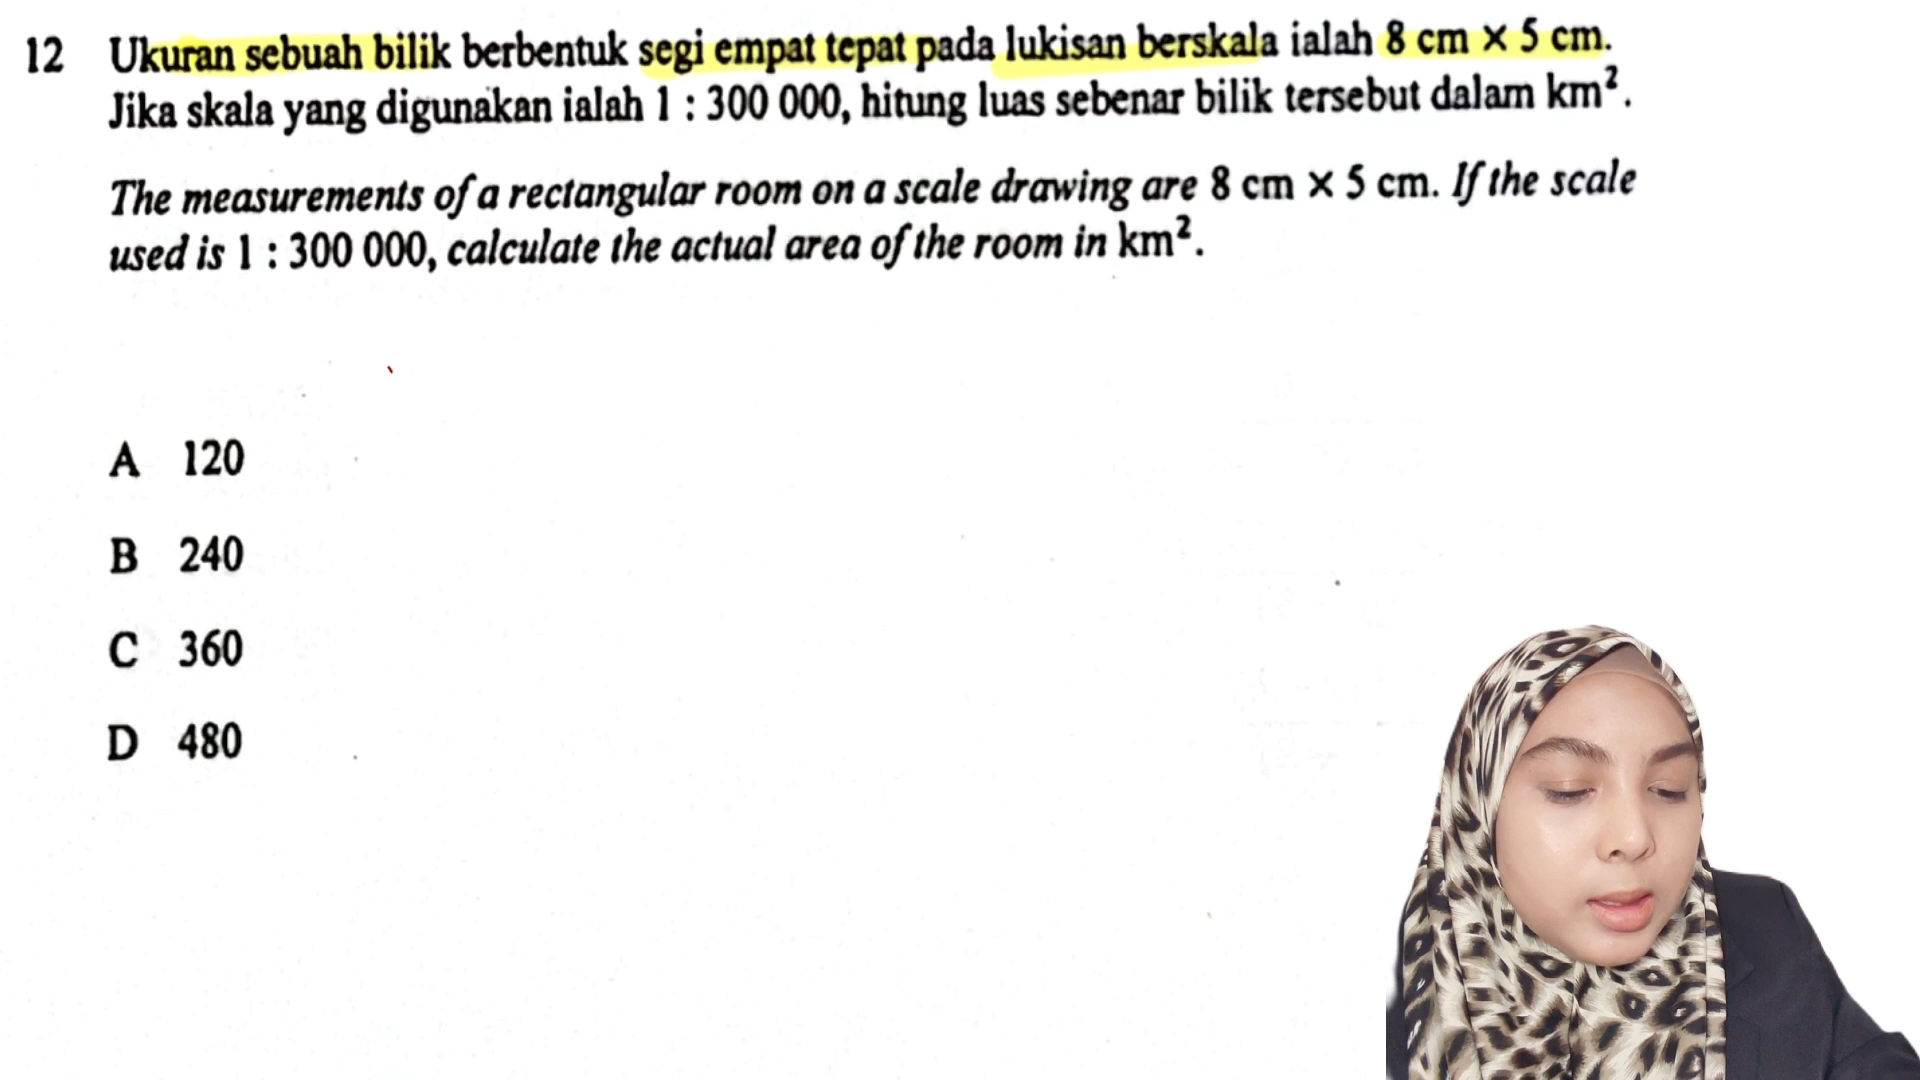 12 Ukuran sebuah bilik berbentuk segi empat tepat pada lukisan berskala ialah 8 cm × 5 cm.
Jika skala yang digunakan ialah 1 : 300 000, hitung luas sebenar bilik tersebut dalam km².
The measurements of a rectangular room on a scale drawing are 8 cm × 5 cm. If the scale
used is 1 : 300 000, calculate the actual area of the room in km².
A 120
B 240
C 360
D 480